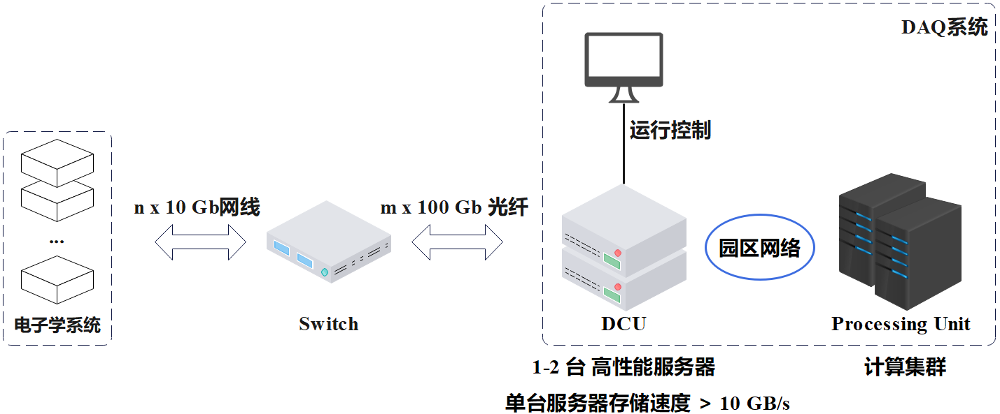 DAQ系统
运行控制
n x 10 Gb网线
m x 100 Gb 光纤
园区网络
...
电子学系统
Switch
DCU
Processing Unit
1-2 台 高性能服务器
计算集群
单台服务器存储速度 > 10 GB/s